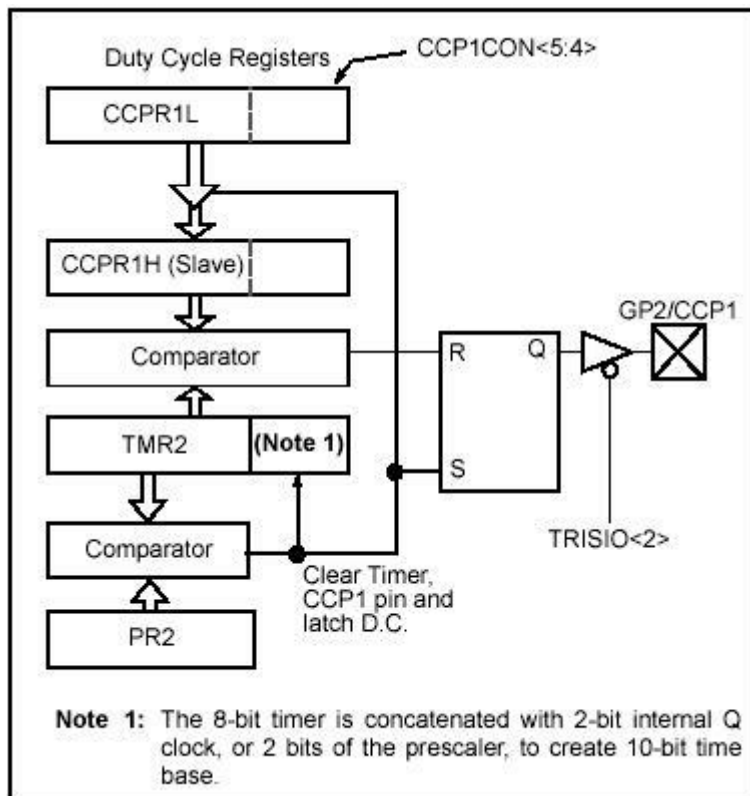 Duty Cycle Registers
CCP1CON<5:4>
CCPR1L
CCPR1H (Slave)
Comparator
TMR2
(Note 1)
Comparator
PR2
R
Q
S
GP2/CCP1
TRISIO<2>
Clear Timer,
CCP1 pin and
latch D.C.
Note 1: The 8-bit timer is concatenated with 2-bit internal Q
clock, or 2 bits of the prescaler, to create 10-bit time
base.